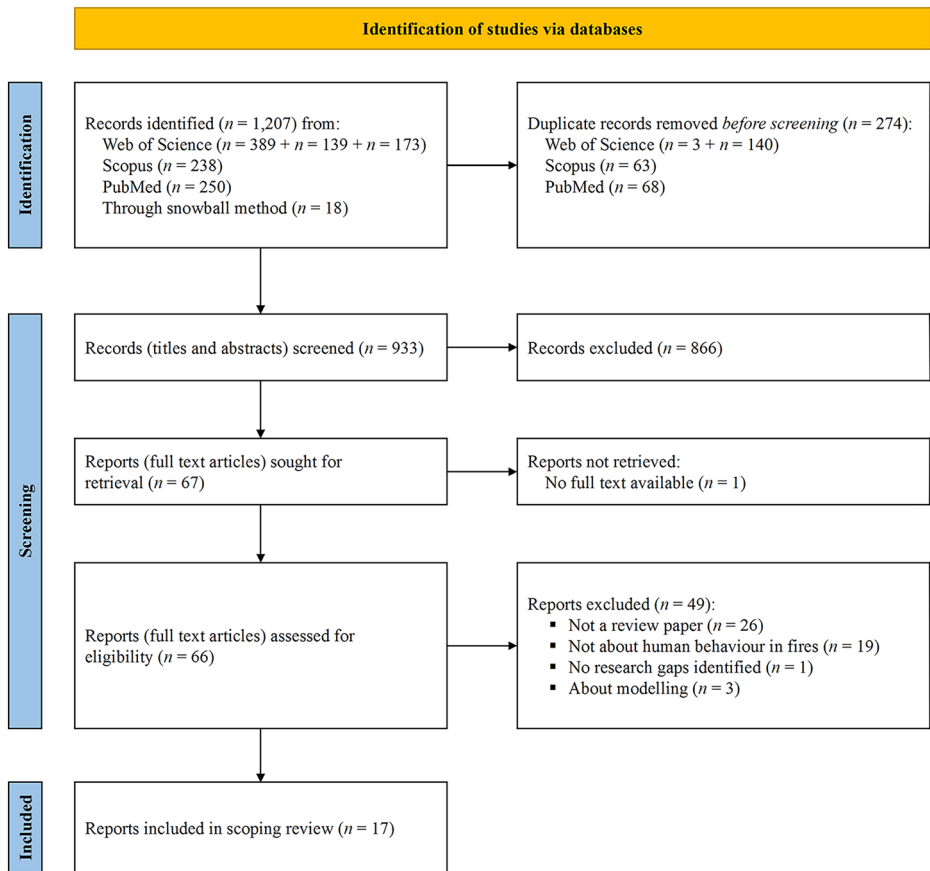 Identification of studies via databases
Identification
Records identified (n = 1,207) from:
Web of Science (n = 389 + n = 139 + n = 173)
Scopus (n = 238)
PubMed (n = 250)
Through snowball method (n = 18)
Duplicate records removed before screening (n = 274):
Web of Science (n = 3 + n = 140)
Scopus (n = 63)
PubMed (n = 68)
Screening
Records (titles and abstracts) screened (n = 933)
Records excluded (n = 866)
Reports (full text articles) sought for
retrieval (n = 67)
Reports not retrieved:
No full text available (n = 1)
Reports (full text articles) assessed for
eligibility (n = 66)
Reports excluded (n = 49):
▪ Not a review paper (n = 26)
▪ Not about human behaviour in fires (n = 19)
▪ No research gaps identified (n = 1)
▪ About modelling (n = 3)
Included
Reports included in scoping review (n = 17)